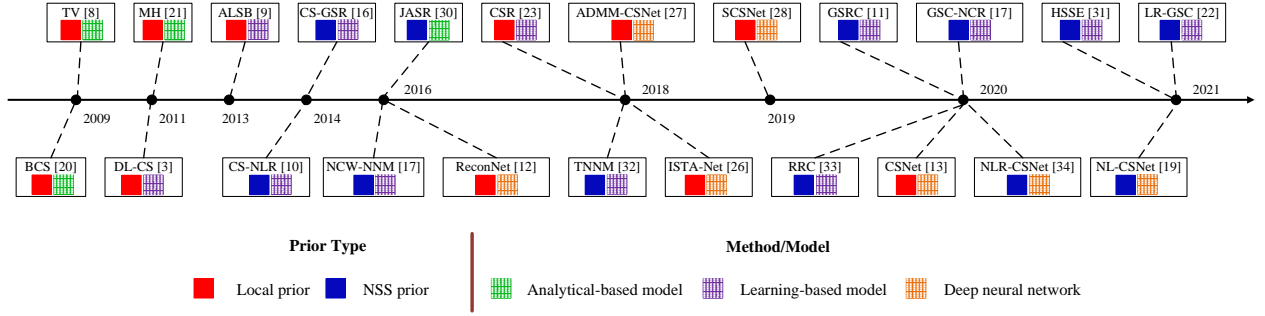 TV [8]
MH [21]
ALSB [9]
CS-GSR [16]
JASR [30]
CSR [23]
ADMM-CSNet [27]
SCSNet [28]
GSRC [11]
GSC-NCR [17]
HSSE [31]
LR-GSC [22]
2009
2011
2013
2014
2016
2018
2019
2020
2021
BCS [20]
DL-CS [3]
CS-NLR [10]
NCW-NNM [17]
ReconNet [12]
TNNM [32]
ISTA-Net [26]
RRC [33]
CSNet [13]
NLR-CSNet [34]
NL-CSNet [19]
Prior Type
Method/Model
Local prior
NSS prior
Analytical-based model
Learning-based model
Deep neural network